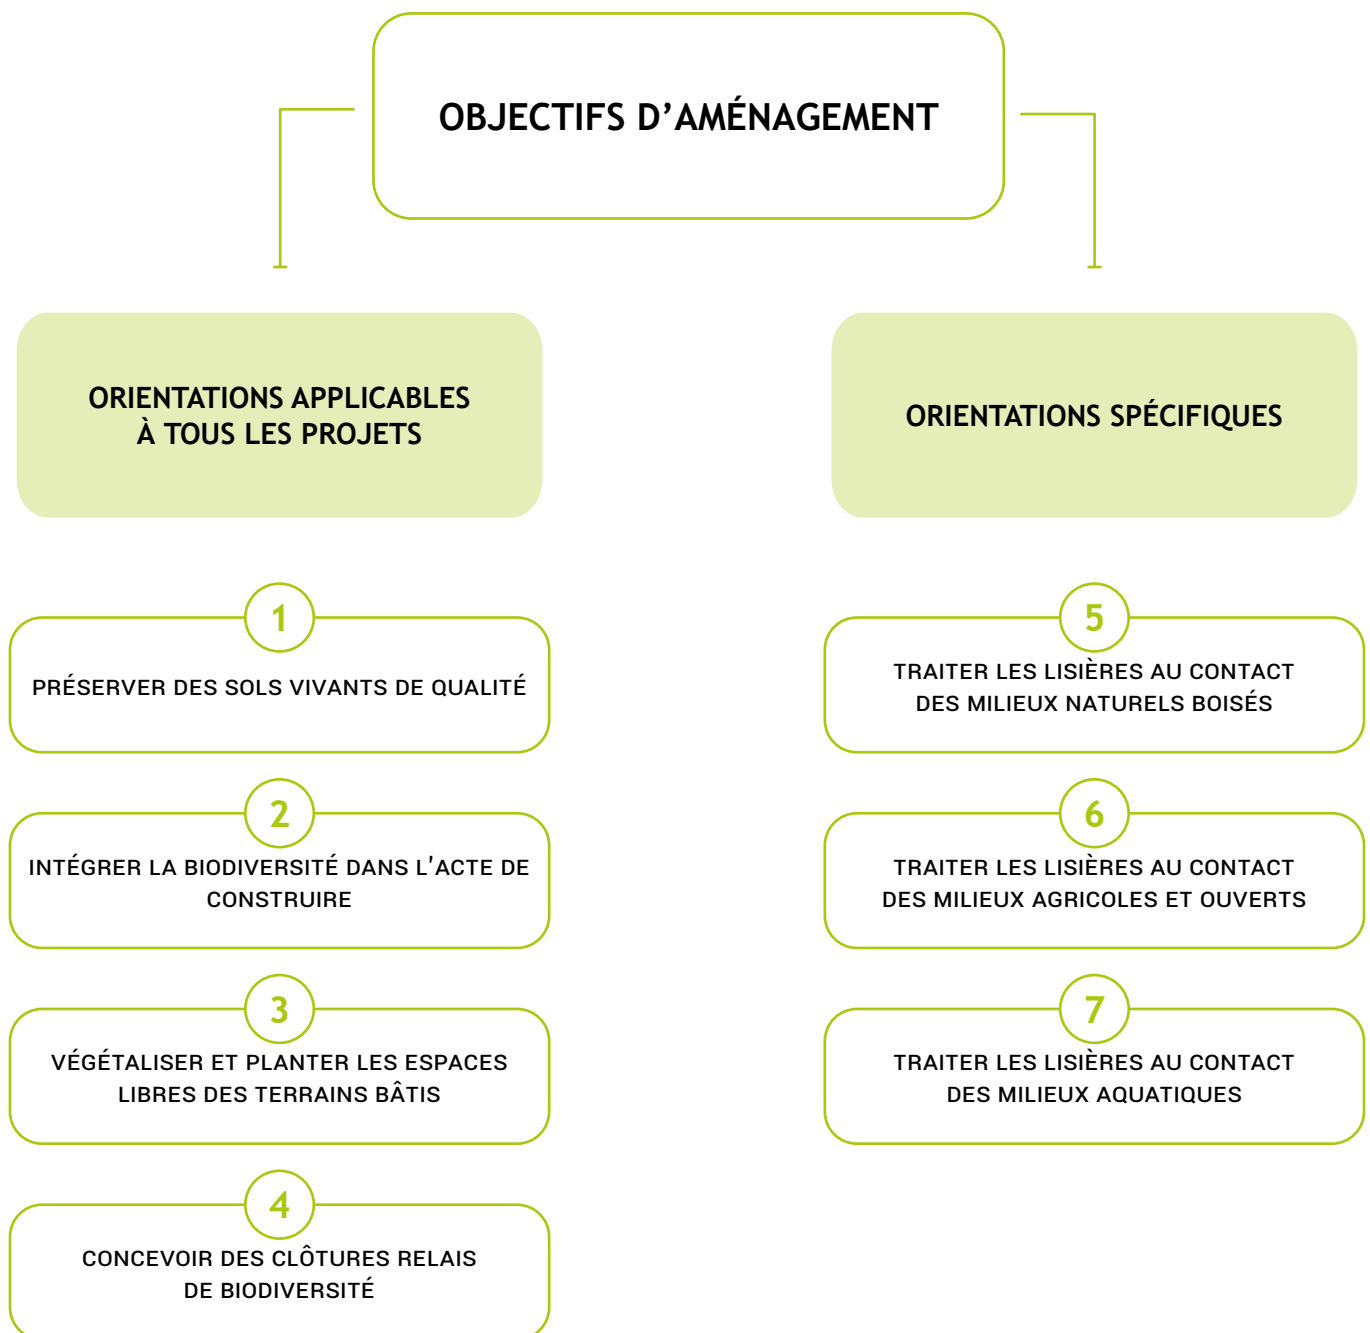 OBJECTIFS D'AMÉNAGEMENT
ORIENTATIONS APPLICABLES
À TOUS LES PROJETS
1
PRÉSERVER DES SOLS VIVANTS DE QUALITÉ
2
INTÉGRER LA BIODIVERSITÉ DANS L'ACTE DE
CONSTRUIRE
3
VÉGÉTALISER ET PLANTER LES ESPACES
LIBRES DES TERRAINS BÂTIS
4
CONCEVOIR DES CLÔTURES RELAIS
DE BIODIVERSITÉ
ORIENTATIONS SPÉCIFIQUES
5
TRAITER LES LISIÈRES AU CONTACT
DES MILIEUX NATURELS BOISÉS
6
TRAITER LES LISIÈRES AU CONTACT
DES MILIEUX AGRICOLES ET OUVERTS
7
TRAITER LES LISIÈRES AU CONTACT
DES MILIEUX AQUATIQUES